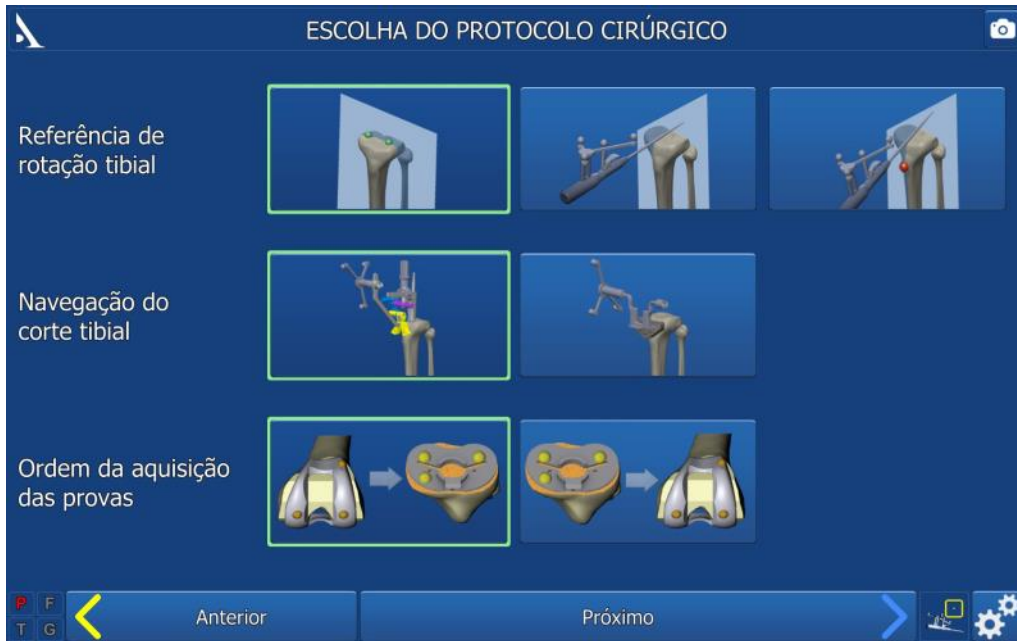 ESCOLHA DO PROTOCOLO CIRÚRGICO
Referência de
rotação tibial
Navegação do
corte tibial
Ordem da aquisição
das provas
P F
T G
Anterior
Próximo